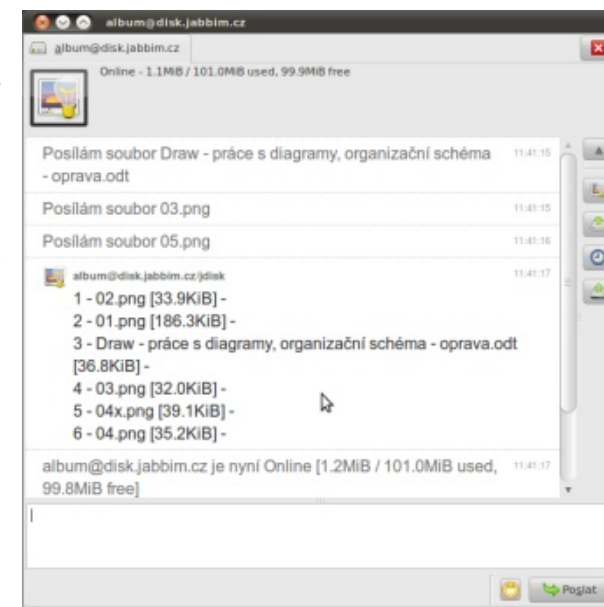 album@disk.jabbim.cz
album@disk.jabbim.cz
Online - 1.1MiB / 101.0MiB used, 99.9MiB free
Posílám soubor Draw - práce s diagramy, organizační schéma 11:41:15
- oprava.odt
Posílám soubor 03.png 11:41:15
Posílám soubor 05.png 11:41:16
album@disk.jabbim.cz/jdisk 11:41:17
1 - 02.png [33.9KiB] -
2 - 01.png [186.3KiB] -
3 - Draw - práce s diagramy, organizační schéma - oprava.odt
[36.8KiB] -
4 - 03.png [32.0KiB] -
5 - 04x.png [39.1KiB] -
6 - 04.png [35.2KiB] -
album@disk.jabbim.cz je nyní Online [1.2MiB / 101.0MiB used, 11:41:17
99.8MiB free]
Poslat